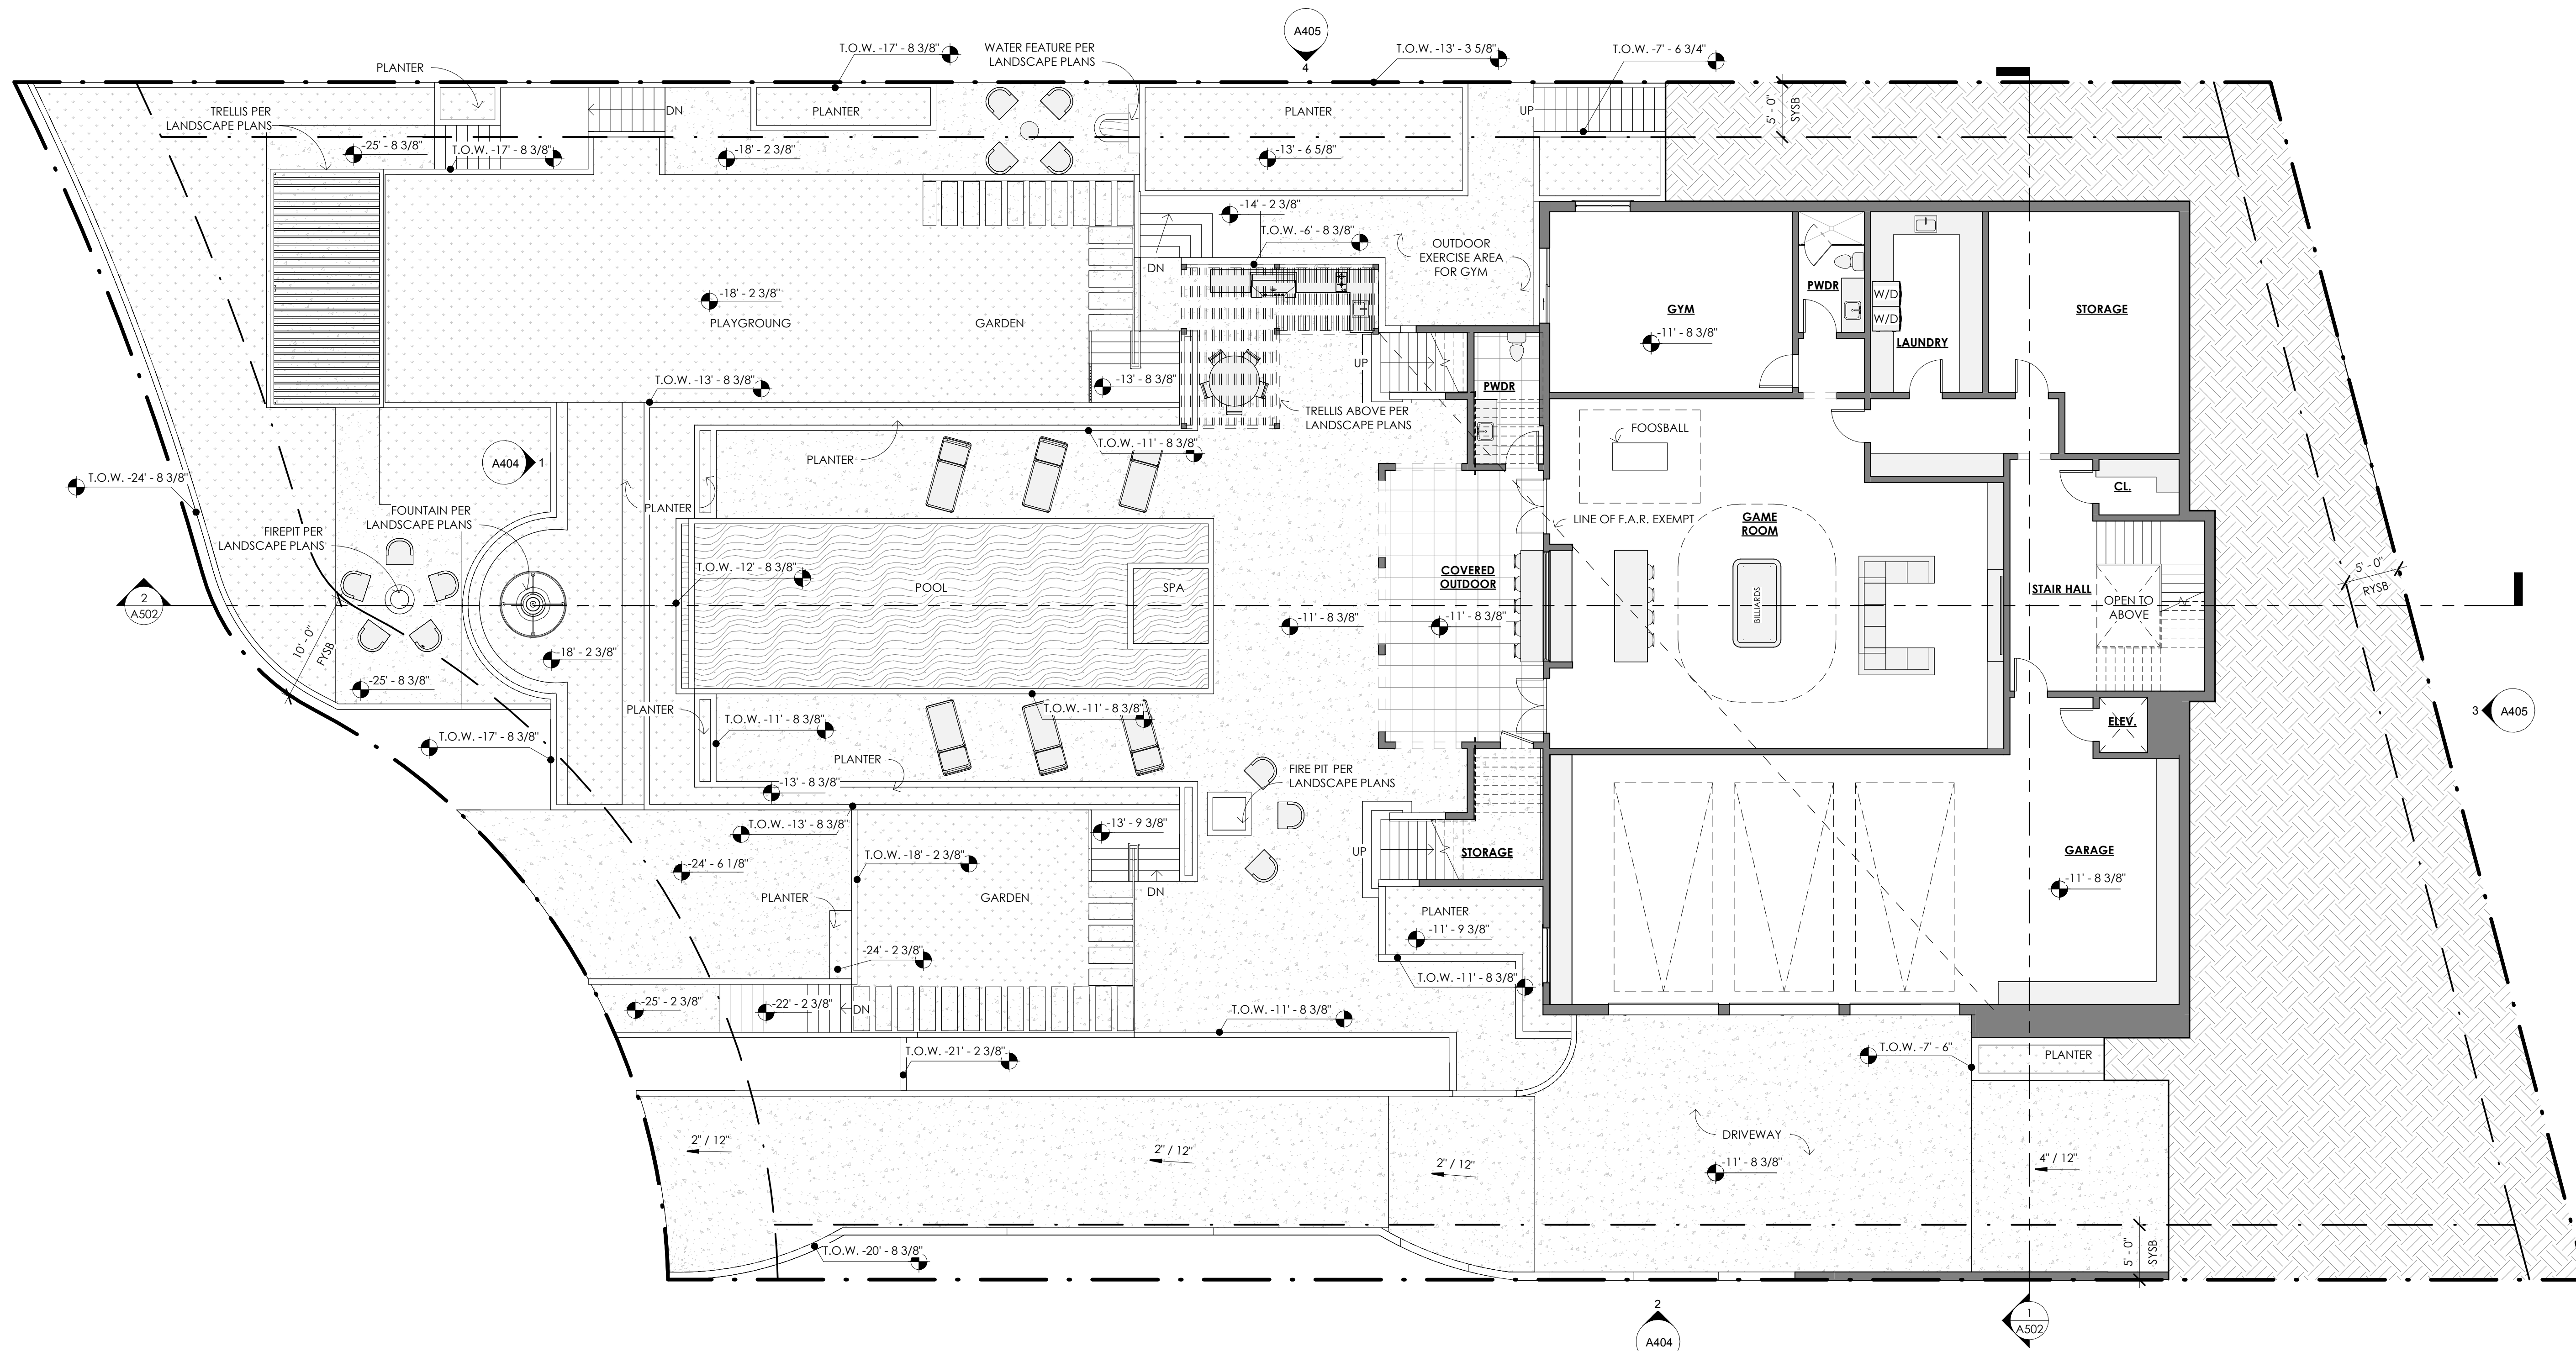 A405
4
T.O.W. -17' - 8 3/8"
WATER FEATURE PER
LANDSCAPE PLANS
T.O.W. -13' - 3 5/8"
T.O.W. -7' - 6 3/4"
PLANTER
TRELLIS PER
LANDSCAPE PLANS
DN
PLANTER
PLANTER
UP
5' - 0"
SYSB
-25' - 8 3/8"
T.O.W. -17' - 8 3/8"
-18' - 2 3/8"
-13' - 6 5/8"
-14' - 2 3/8"
T.O.W. -6' - 8 3/8"
OUTDOOR
EXERCISE AREA
FOR GYM
DN
-18' - 2 3/8"
PLAYGROUNG
GARDEN
GYM
-11' - 8 3/8"
PWDR
W/D
W/D
LAUNDRY
STORAGE
UP
PWDR
T.O.W. -13' - 8 3/8"
-13' - 8 3/8"
TRELLIS ABOVE PER
LANDSCAPE PLANS
T.O.W. -11' - 8 3/8"
PLANTER
FOOSBALL
A404
1
T.O.W. -24' - 8 3/8"
PLANTER
FOUNTAIN PER
LANDSCAPE PLANS
FIREPIT PER
LANDSCAPE PLANS
LINE OF F.A.R. EXEMPT
GAME
ROOM
CL.
T.O.W. -12' - 8 3/8"
POOL
SPA
COVERED
OUTDOOR
BILLIARDS
STAIR HALL
OPEN TO
ABOVE
5' - 0"
RYSB
2
A502
-11' - 8 3/8"
-11' - 8 3/8"
10' - 0"
FYSB
-18' - 2 3/8"
-25' - 8 3/8"
PLANTER
T.O.W. -11' - 8 3/8"
T.O.W. -11' - 8 3/8"
T.O.W. -17' - 8 3/8"
ELEV.
3
A405
PLANTER
FIRE PIT PER
LANDSCAPE PLANS
-13' - 8 3/8"
T.O.W. -13' - 8 3/8"
-13' - 9 3/8"
UP
STORAGE
GARAGE
-11' - 8 3/8"
-24' - 6 1/8"
T.O.W. -18' - 2 3/8"
DN
PLANTER
GARDEN
PLANTER
-11' - 9 3/8"
-24' - 2 3/8"
T.O.W. -11' - 8 3/8"
-25' - 2 3/8"
-22' - 2 3/8"
DN
T.O.W. -11' - 8 3/8"
T.O.W. -21' - 2 3/8"
T.O.W. -7' - 6"
PLANTER
2" / 12"
2" / 12"
2" / 12"
DRIVEWAY
-11' - 8 3/8"
4" / 12"
T.O.W. -20' - 8 3/8"
5' - 0"
SYSB
2
A404
1
A502